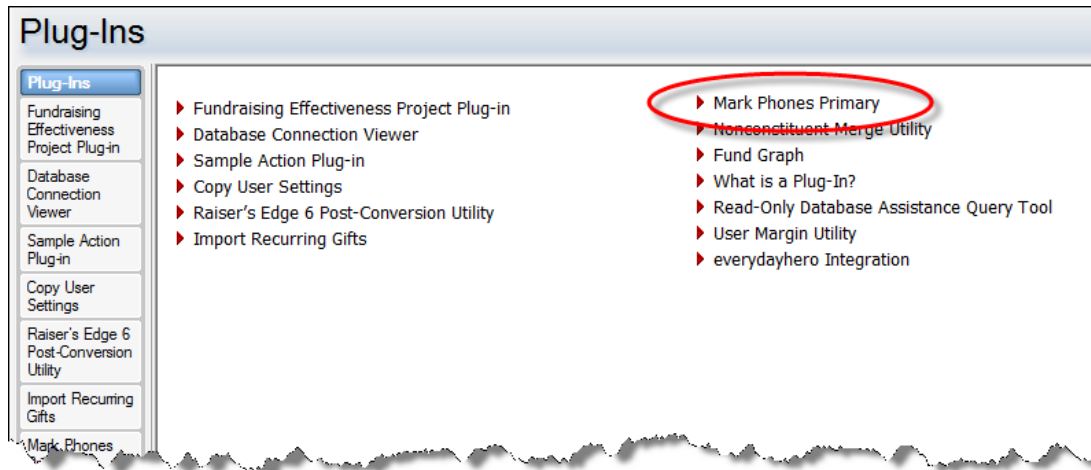 Plug-Ins
Plug-Ins
Fundraising
Effectiveness
Project Plug-in
Database
Connection
Viewer
Sample Action
Plug-in
Copy User
Settings
Raiser's Edge 6
Post-Conversion
Utility
Import Recurring
Gifts
Mark Phones
Fundraising Effectiveness Project Plug-in
Database Connection Viewer
Sample Action Plug-in
Copy User Settings
Raiser's Edge 6 Post-Conversion Utility
Import Recurring Gifts
Mark Phones Primary
Nonconstituent Merge Utility
Fund Graph
What is a Plug-In?
Read-Only Database Assistance Query Tool
User Margin Utility
everydayhero Integration